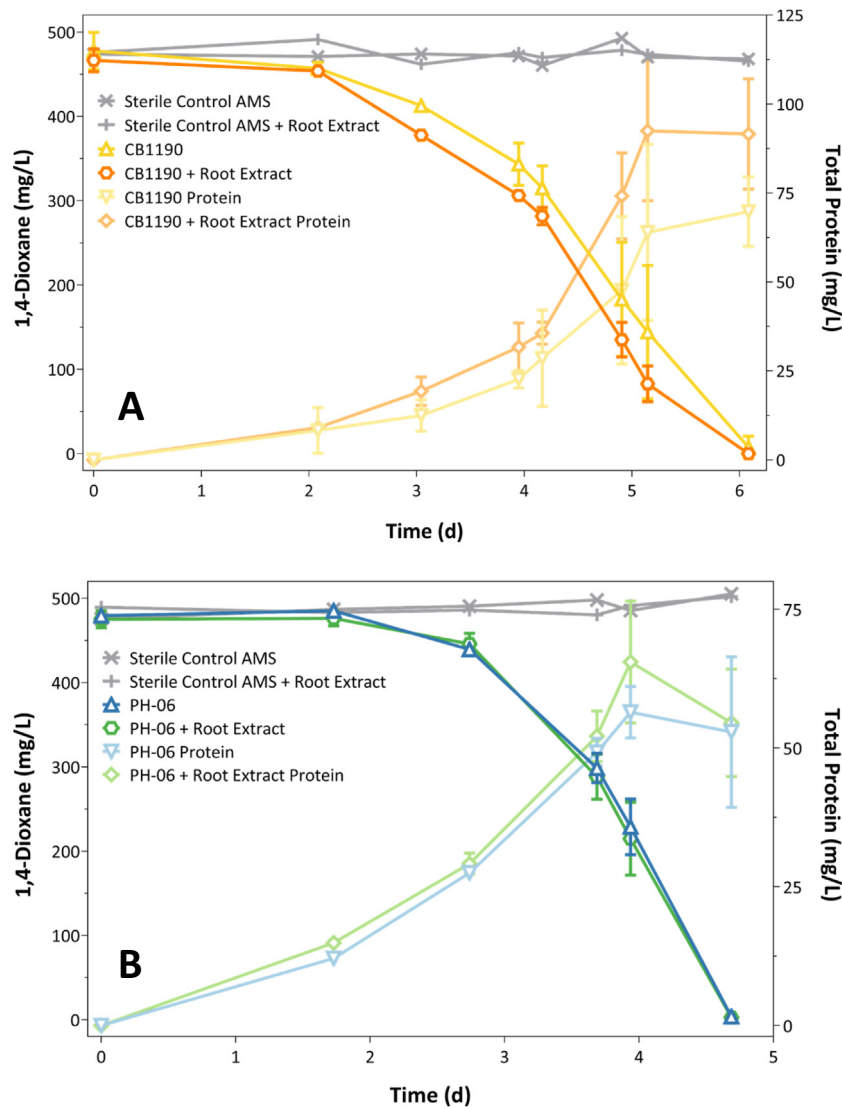 500
400
300
200
100
0
1,4-Dioxane (mg/L)
Sterile Control AMS
Sterile Control AMS + Root Extract
CB1190
CB1190 + Root Extract
CB1190 Protein
CB1190 + Root Extract Protein
A
125
100
75
50
25
0
Total Protein (mg/L)
0 1 2 3 4 5 6
Time (d)
500
400
300
200
100
0
1,4-Dioxane (mg/L)
Sterile Control AMS
Sterile Control AMS + Root Extract
PH-06
PH-06 + Root Extract
PH-06 Protein
PH-06 + Root Extract Protein
B
75
50
25
0
Total Protein (mg/L)
0 1 2 3 4 5
Time (d)